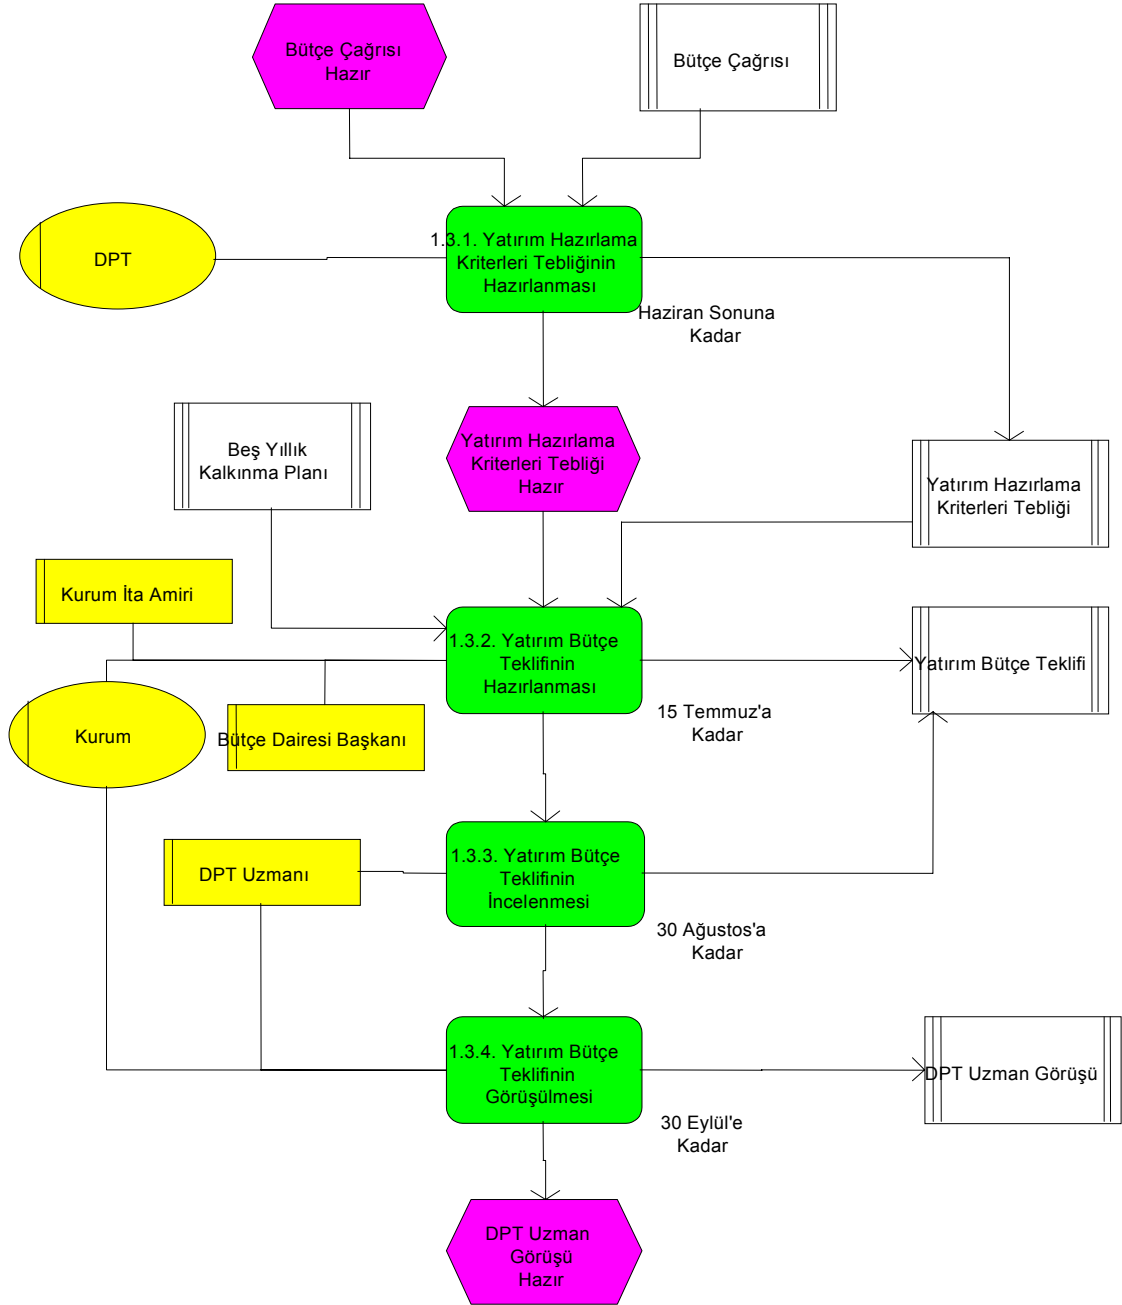 Bütçe Çağrısı
Hazır
Bütçe Çağrısı
DPT
1.3.1. Yatırım Hazırlama
Kriterleri Tebliğinin
Hazırlanması
Haziran Sonuna
Kadar
Beş Yıllık
Kalkınma Planı
Yatırım Hazırlama
Kriterleri Tebliği
Hazır
Yatırım Hazırlama
Kriterleri Tebliği
Kurum İta Amiri
1.3.2. Yatırım Bütçe
Teklifinin
Hazırlanması
Yatırım Bütçe Teklifi
Kurum
Bütçe Dairesi Başkanı
15 Temmuz'a
Kadar
DPT Uzmanı
1.3.3. Yatırım Bütçe
Teklifinin
İncelenmesi
30 Ağustos'a
Kadar
1.3.4. Yatırım Bütçe
Teklifinin
Görüşülmesi
DPT Uzman Görüşü
30 Eylül'e
Kadar
DPT Uzman
Görüşü
Hazır